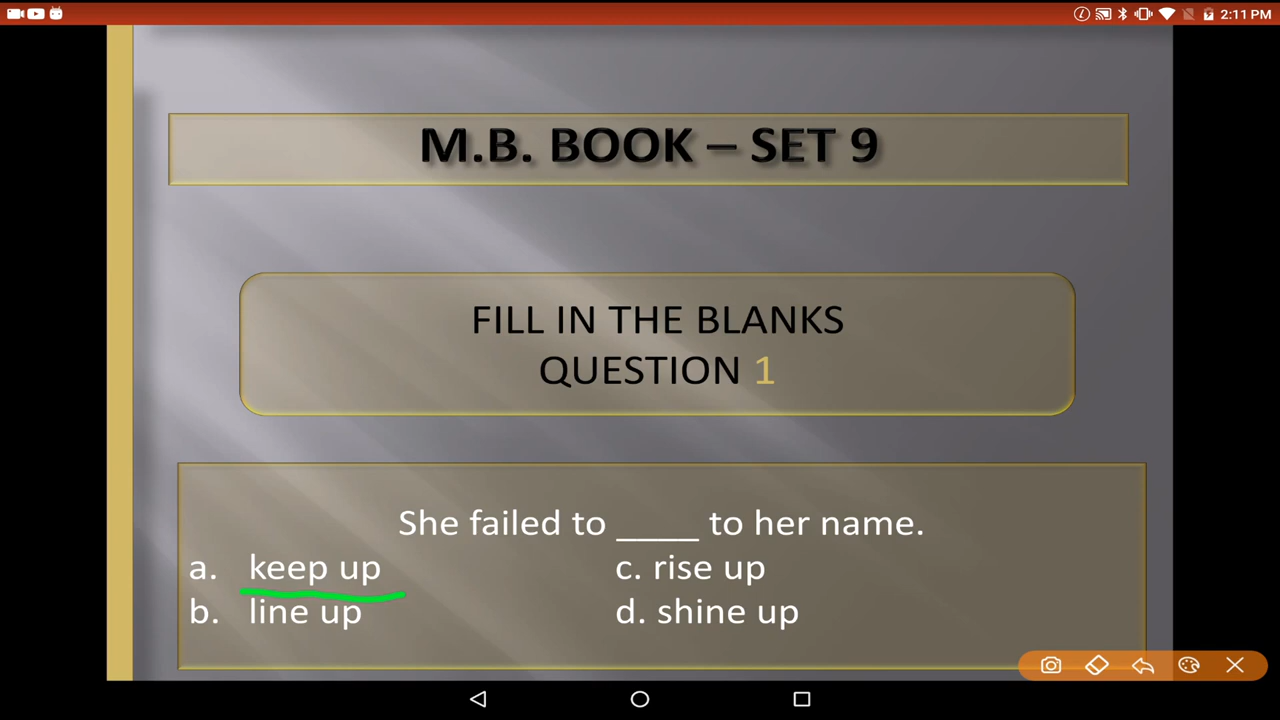 2:11 PM
M.B. BOOK – SET 9
FILL IN THE BLANKS
QUESTION 1
She failed to ____ to her name.
a. keep up
c. rise up
b. line up
d. shine up